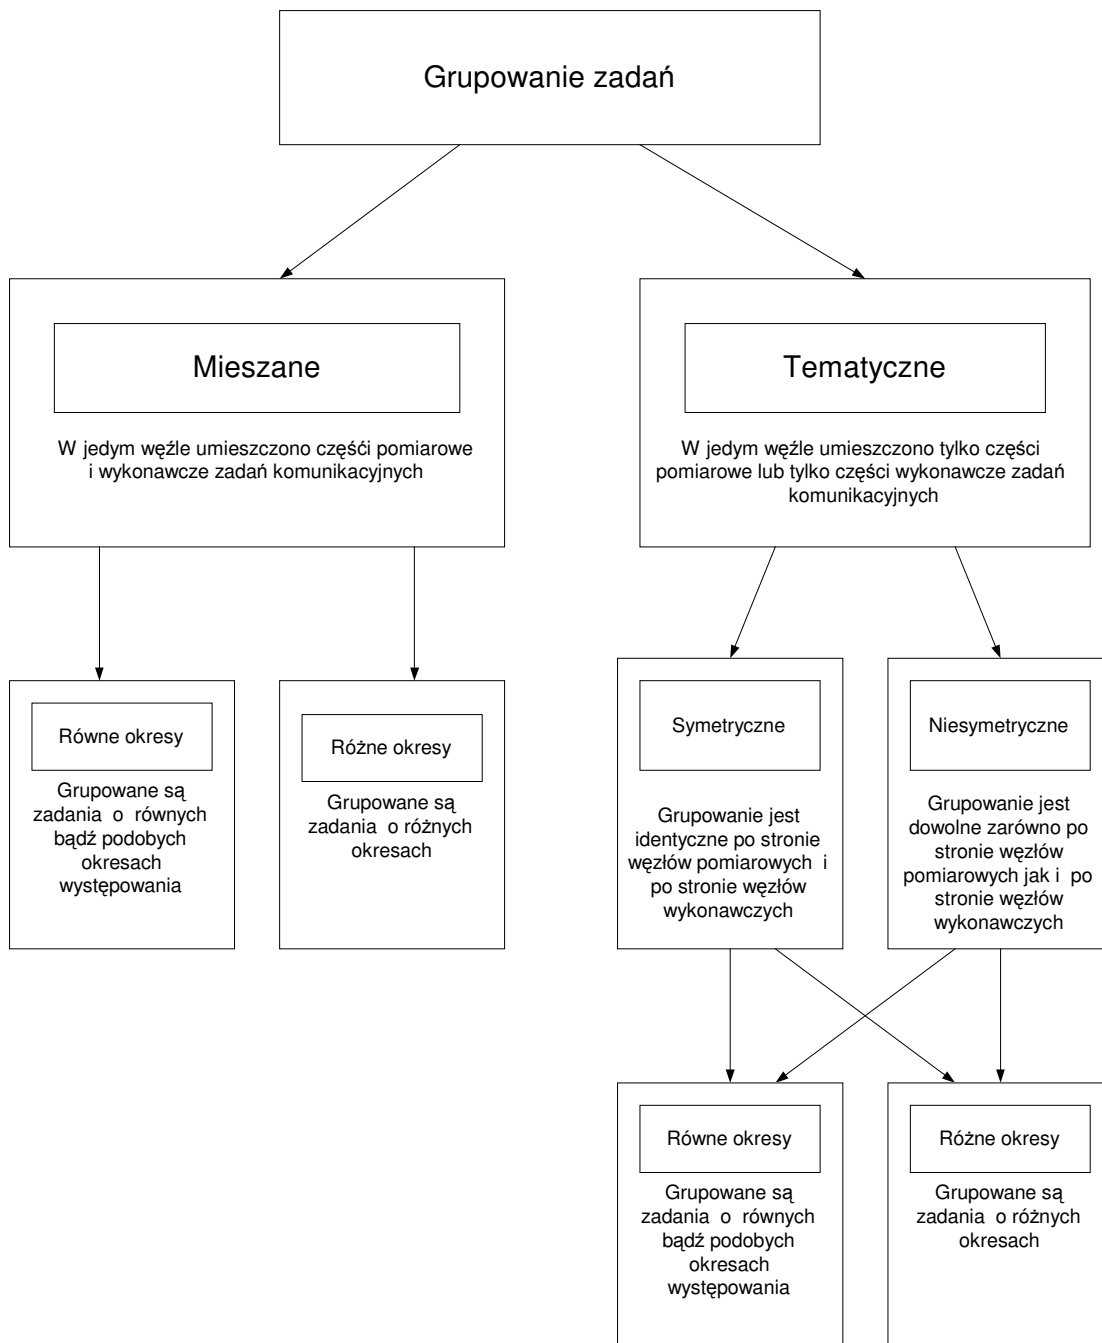 Grupowanie zadań
Mieszane
W jedym węźle umieszczono częśći pomiarowe
i wykonawcze zadań komunikacyjnych
Tematyczne
W jedym węźle umieszczono tylko części
pomiarowe lub tylko części wykonawcze zadań
komunikacyjnych
Równe okresy
Grupowane są
zadania o równych
bądź podobych
okresach
występowania
Różne okresy
Grupowane są
zadania o różnych
okresach
Symetryczne
Grupowanie jest
identyczne po stronie
węzłów pomiarowych i
po stronie węzłów
wykonawczych
Niesymetryczne
Grupowanie jest
dowolne zarówno po
stronie węzłów
pomiarowych jak i po
stronie węzłów
wykonawczych
Równe okresy
Grupowane są
zadania o równych
bądź podobych
okresach
występowania
Różne okresy
Grupowane są
zadania o różnych
okresach